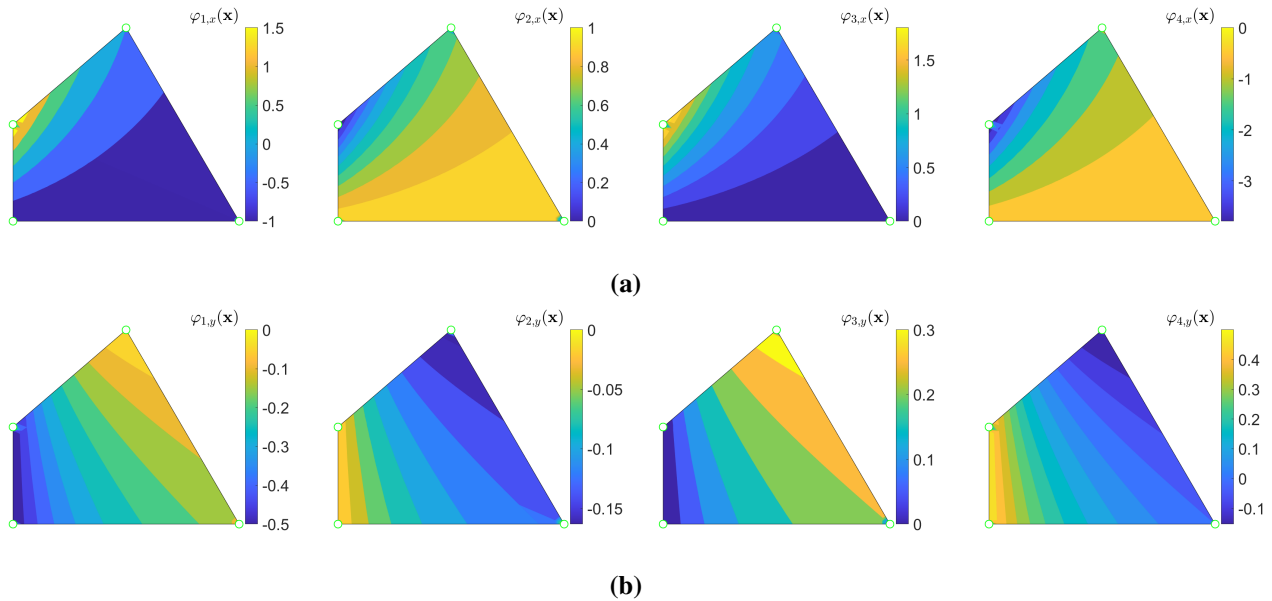 φ1,x(x) φ2,x(x) φ3,x(x) φ4,x(x)
1.5 1 0.5 0 -0.5 -1
1 0.8 0.6 0.4 0.2 0
1.5 1 0.5 0
0 -1 -2 -3
(a)
φ1,y(x) φ2,y(x) φ3,y(x) φ4,y(x)
0 -0.1 -0.2 -0.3 -0.4 -0.5
0 -0.05 -0.1 -0.15
0.3 0.2 0.1 0
0.4 0.3 0.2 0.1 0 -0.1
(b)